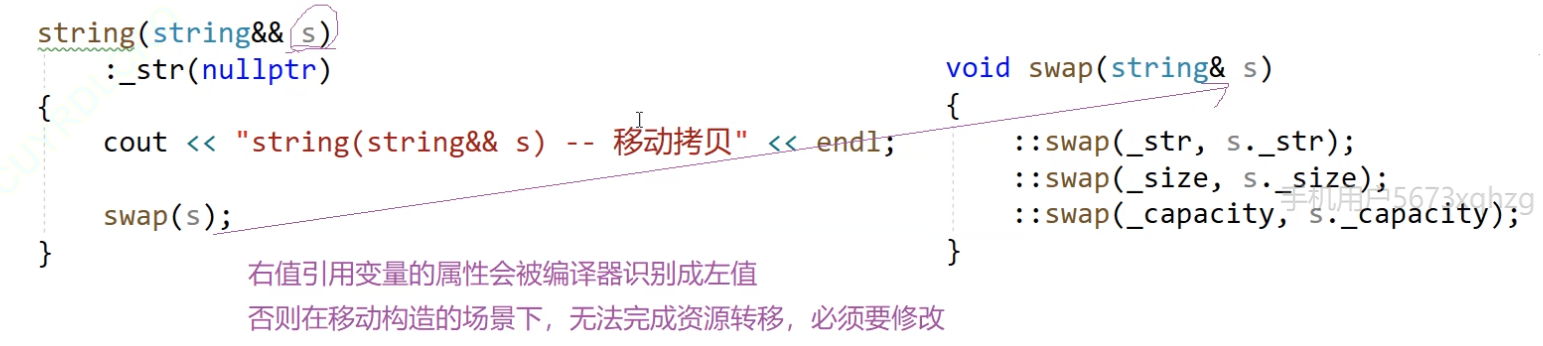 string(string&& s)
:_str(nullptr)
{
cout << "string(string&& s) -- 移动拷贝" << endl;
swap(s);
}
void swap(string& s)
{
::swap(_str, s._str);
::swap(_size, s._size);
::swap(_capacity, s._capacity);
}
手机用户5673xqhzg
右值引用变量的属性会被编译器识别成左值
否则在移动构造的场景下，无法完成资源转移，必须要修改